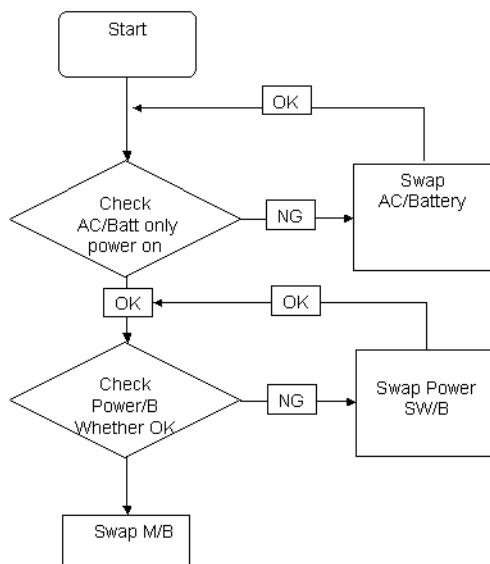 Start
OK
Check
AC/Batt only
power on
NG
Swap
AC/Battery
OK
OK
Check
Power/B
Whether OK
NG
Swap Power
SW/B
Swap M/B